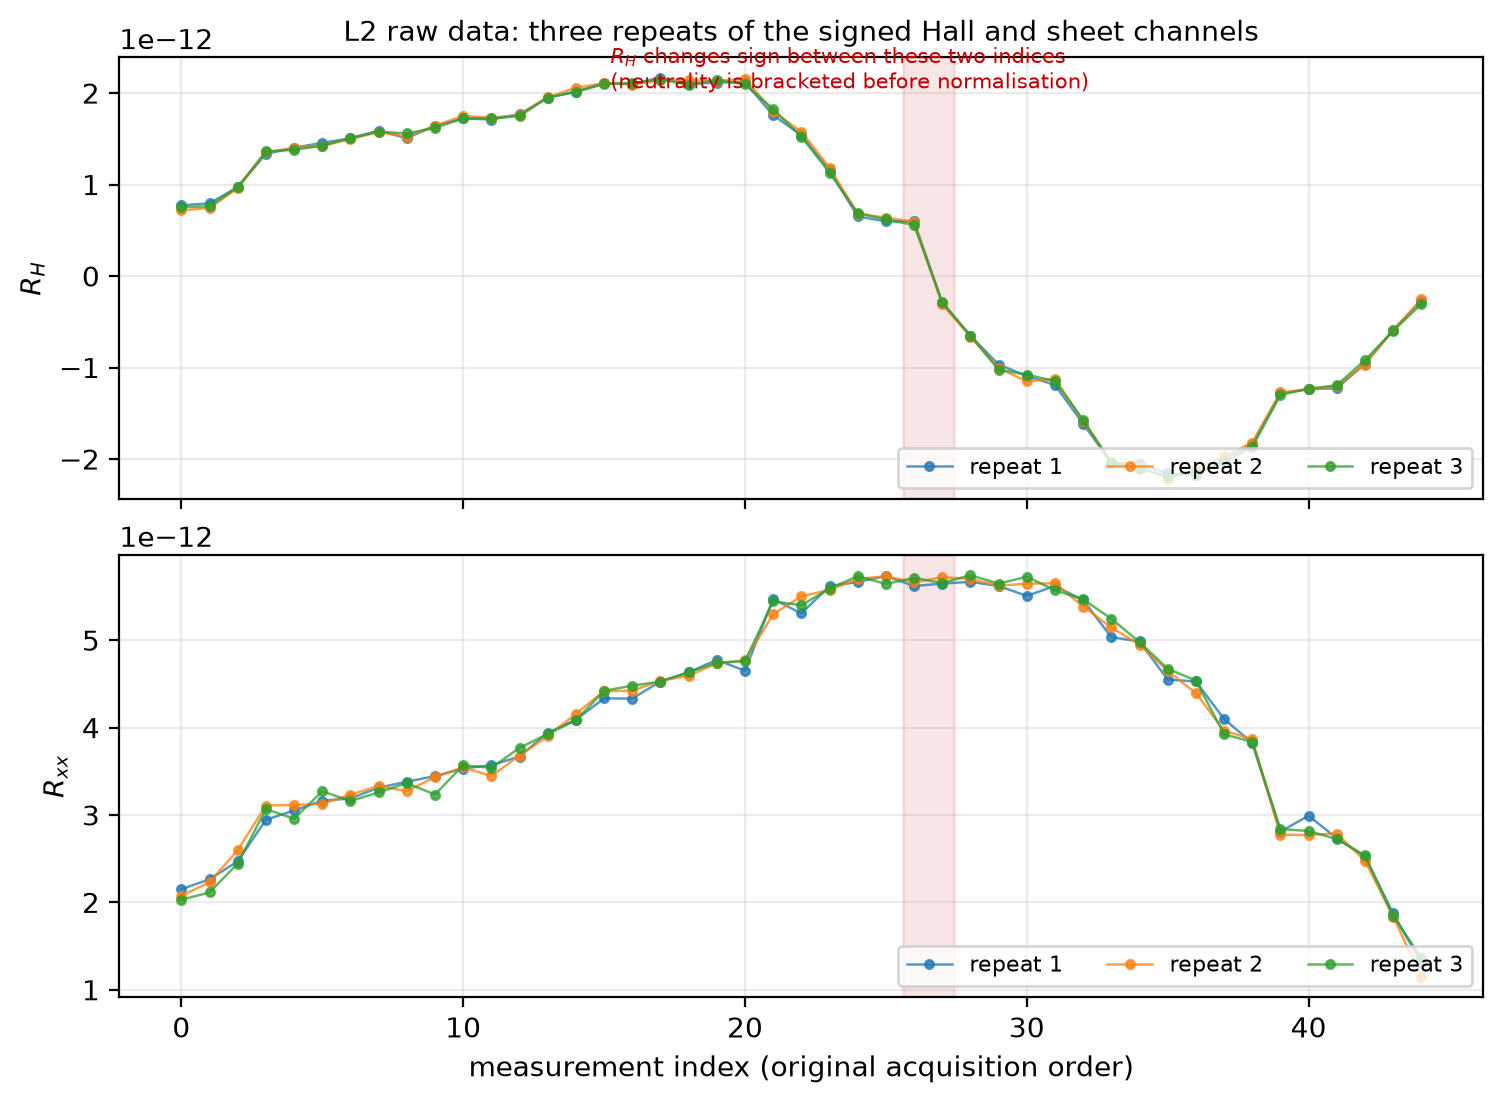 L2 raw data: three repeats of the signed Hall and sheet channels
1e−12
R_H changes sign between these two indices
(neutrality is bracketed before normalisation)
2
1
0
−1
−2
R_H
repeat 1 repeat 2 repeat 3
1e−12
5
4
3
2
1
R_xx
repeat 1 repeat 2 repeat 3
0 10 20 30 40
measurement index (original acquisition order)